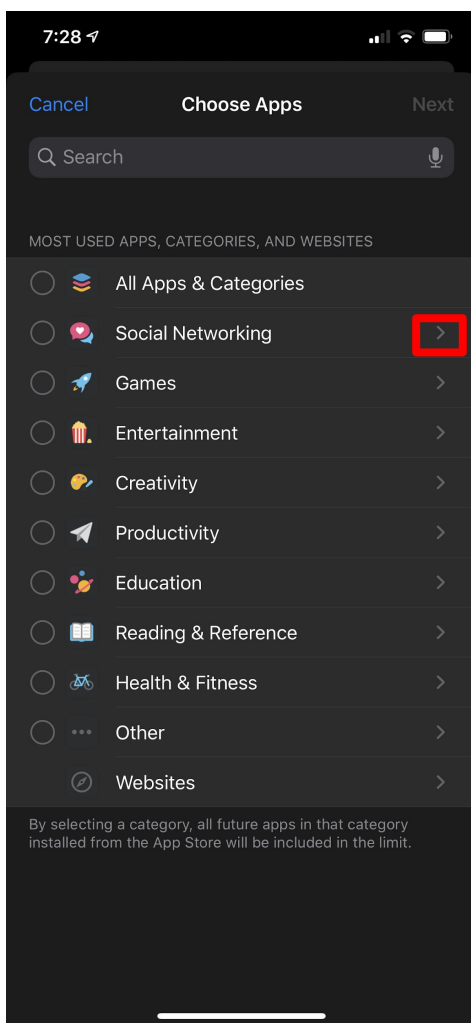 7:28
Cancel Choose Apps Next
Search
MOST USED APPS, CATEGORIES, AND WEBSITES
All Apps & Categories
Social Networking
Games
Entertainment
Creativity
Productivity
Education
Reading & Reference
Health & Fitness
Other
Websites
By selecting a category, all future apps in that category
installed from the App Store will be included in the limit.